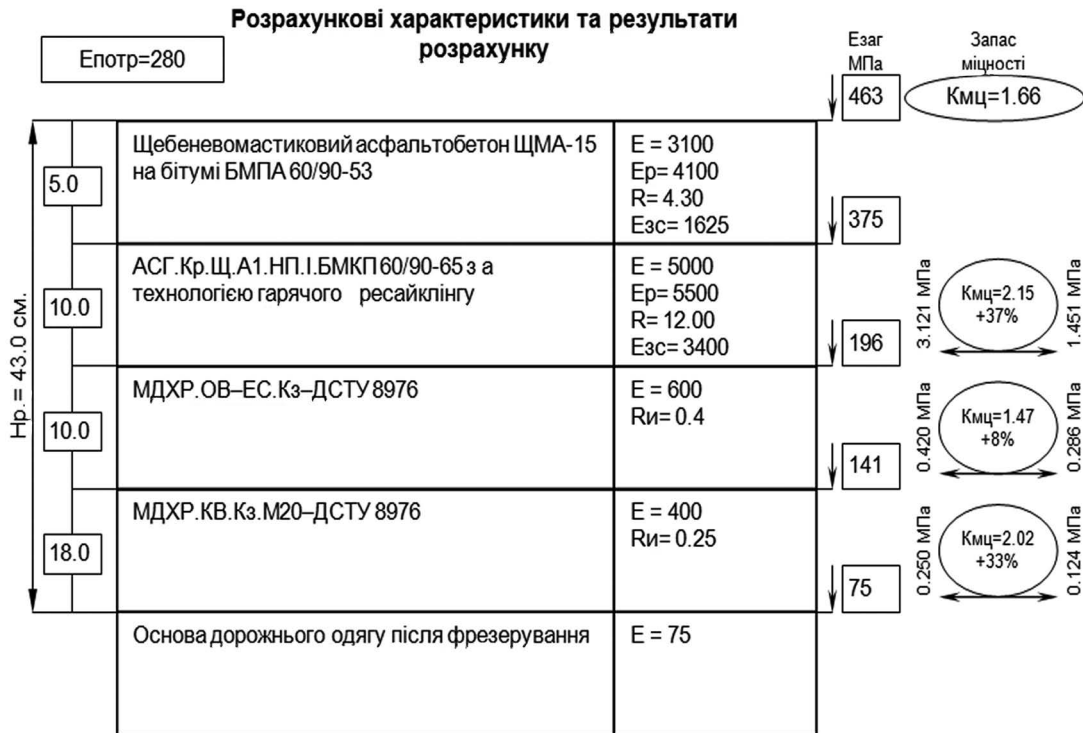 Розрахункові характеристики та результати
розрахунку
Епотр=280
Езаг
МПа
Запас
міцності
463
Кмц=1.66
Нр.= 43.0 см.
5.0
Щебеневомастиковий асфальтобетон ЩМА-15
на бітумі БМПА 60/90-53
Е = 3100
Ер= 4100
R= 4.30
Езс= 1625
375
10.0
АСГ.Кр.Щ.А1.НП.І.БМКП 60/90-65 з а
технологією гарячого ресайклінгу
Е = 5000
Ер= 5500
R= 12.00
Езс= 3400
196
3.121 МПа
Кмц=2.15
+37%
1.451 МПа
10.0
МДХР.ОВ–ЕС.Кз–ДСТУ 8976
Е = 600
Rи= 0.4
141
0.420 МПа
Кмц=1.47
+8%
0.286 МПа
18.0
МДХР.КВ.Кз.М20–ДСТУ 8976
Е = 400
Rи= 0.25
75
0.250 МПа
Кмц=2.02
+33%
0.124 МПа
Основа дорожнього одягу після фрезерування
Е = 75